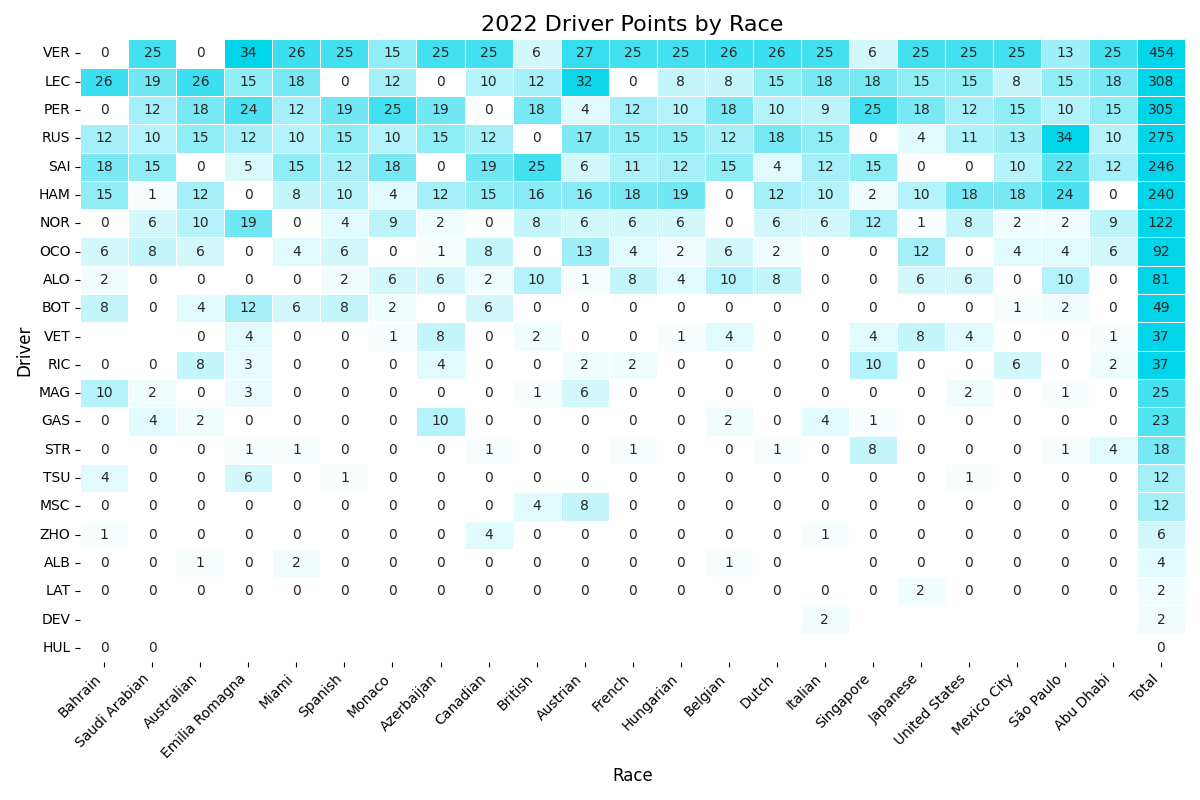 2022 Driver Points by Race
VER 0 25 0 34 26 25 15 25 25 6 27 25 25 26 26 25 6 25 25 25 13 25 454
LEC 26 19 26 15 18 0 12 0 10 12 32 0 8 8 15 18 18 15 15 8 15 18 308
PER 0 12 18 24 12 19 25 19 0 18 4 12 10 18 10 9 25 18 12 15 10 15 305
RUS 12 10 15 12 10 15 10 15 12 0 17 15 15 12 18 15 0 4 11 13 34 10 275
SAI 18 15 0 5 15 12 18 0 19 25 6 11 12 15 4 12 15 0 0 10 22 12 246
HAM 15 1 12 0 8 10 4 12 15 16 16 18 19 0 12 10 2 10 18 18 24 0 240
NOR 0 6 10 19 0 4 9 2 0 8 6 6 6 0 6 6 12 1 8 2 2 9 122
OCO 6 8 6 0 4 6 0 1 8 0 13 4 2 6 2 0 0 12 0 4 4 6 92
ALO 2 0 0 0 0 2 6 6 2 10 1 8 4 10 8 0 0 6 6 0 10 0 81
BOT 8 0 4 12 6 8 2 0 6 0 0 0 0 0 0 0 0 0 0 1 2 0 49
VET 0 4 0 0 1 8 0 2 0 0 1 4 0 0 4 8 4 0 0 1 37
RIC 0 0 8 3 0 0 0 4 0 0 2 2 0 0 0 0 10 0 0 6 0 2 37
MAG 10 2 0 3 0 0 0 0 0 1 6 0 0 0 0 0 0 0 2 0 1 0 25
GAS 0 4 2 0 0 0 0 10 0 0 0 0 0 2 0 4 1 0 0 0 0 0 23
STR 0 0 0 1 1 0 0 0 1 0 0 1 0 0 1 0 8 0 0 0 1 4 18
TSU 4 0 0 6 0 1 0 0 0 0 0 0 0 0 0 0 0 0 1 0 0 0 12
MSC 0 0 0 0 0 0 0 0 0 4 8 0 0 0 0 0 0 0 0 0 0 0 12
ZHO 1 0 0 0 0 0 0 0 4 0 0 0 0 0 0 1 0 0 0 0 0 0 6
ALB 0 0 1 0 2 0 0 0 0 0 0 0 0 1 0 0 0 0 0 0 0 4
LAT 0 0 0 0 0 0 0 0 0 0 0 0 0 0 0 0 0 2 0 0 0 0 2
DEV 2 2
HUL 0 0 0
Driver
Bahrain
Saudi Arabian
Australian
Emilia Romagna
Miami
Spanish
Monaco
Azerbaijan
Canadian
British
Austrian
French
Hungarian
Belgian
Dutch
Italian
Singapore
Japanese
United States
Mexico City
São Paulo
Abu Dhabi
Total
Race